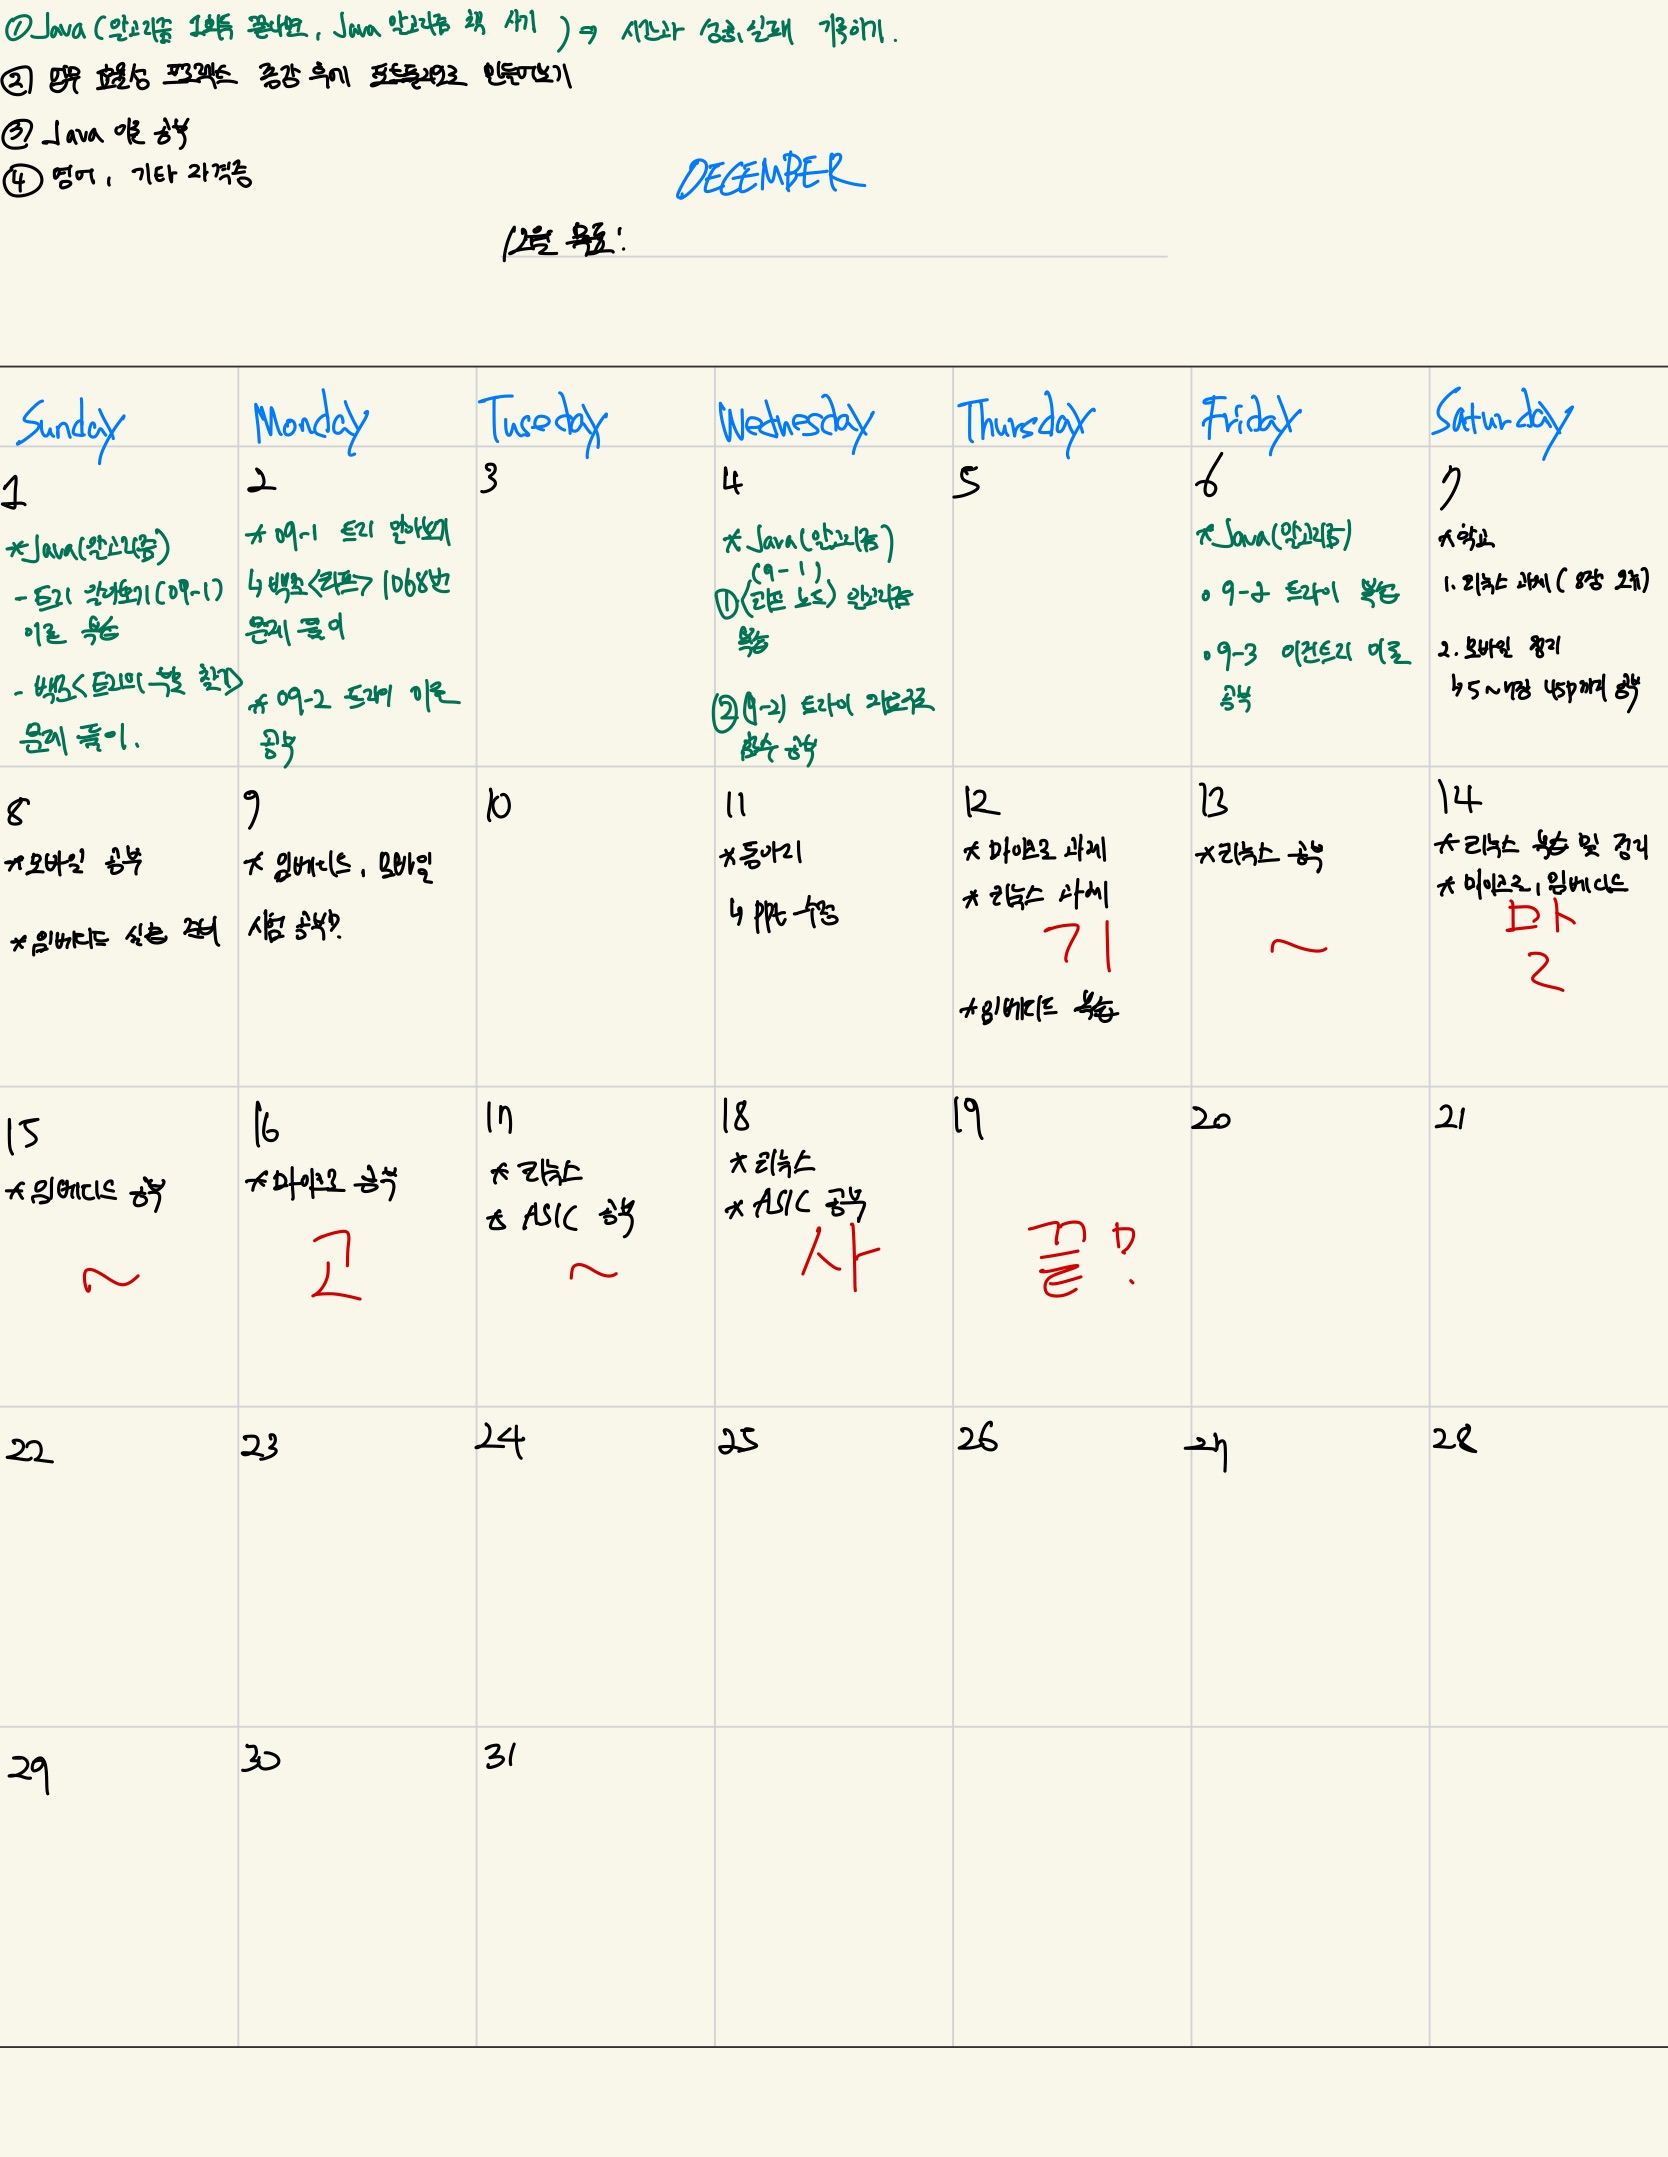 ① Java (알고리즘 1회독 끝나면, Java 알고리즘 책 사기) ⇒ 시간과 성공, 실패 기록하기.
② 업무 효율성 프로젝트 종강 후에 포트폴리오로 만들어보기
③ Java 이론 공부
④ 영어, 기타 자격증
DECEMBER
12월 목표:
Sunday Monday Tuseday Wednesday Thursday Friday Saturday
1
*Java(알고리즘)
- 트리 알아보기(09-1)
이론 복습
- 백준<트리의 부모 찾기>
문제 풀이.
2
* 09-1 트리 알아보기
↳ 백준<리프> 1068번
문제 풀이
* 09-2 트라이 이론
공부
3
4
* Java(알고리즘)
(9-1)
①<리프 노드> 알고리즘
복습
②(9-2) 트라이 자료구조
함수 공부
5
6
*Java(알고리즘)
o 9-2 트라이 복습
o 9-3 이진트리 이론
공부
7
*학교
1. 리눅스 과제(8장 오류)
2. 모바일 정리
↳ 5~7장 45p까지 공부
8
*모바일 공부
*임베디드 실습 준비
9
* 임베디드, 모바일
시험 공부?
10
11
*동아리
↳ PPt 수정
12
* 마이크로 과제
* 리눅스 과제
기
*임베디드 복습
13
*리눅스 공부
~
14
*리눅스 복습 및 정리
* 마이크로, 임베디드
말
15
* 임베디드 공부
~
16
*마이크로 공부
고
17
* 리눅스
* ASIC 공부
~
18
* 리눅스
* ASIC 공부
사
19
끝?
20
21
22
23
24
25
26
27
28
29
30
31